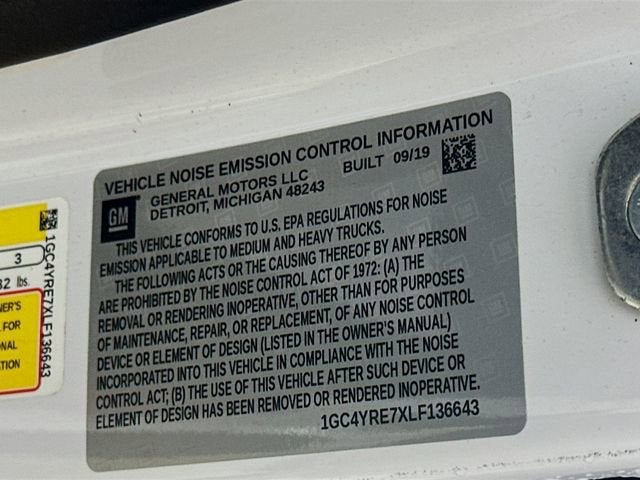 VEHICLE NOISE EMISSION CONTROL INFORMATION
GM
GENERAL MOTORS LLC
DETROIT, MICHIGAN 48243
BUILT 09/19
THIS VEHICLE CONFORMS TO U.S. EPA REGULATIONS FOR NOISE
EMISSION APPLICABLE TO MEDIUM AND HEAVY TRUCKS.
THE FOLLOWING ACTS OR THE CAUSING THEREOF BY ANY PERSON
ARE PROHIBITED BY THE NOISE CONTROL ACT OF 1972: (A) THE
REMOVAL OR RENDERING INOPERATIVE, OTHER THAN FOR PURPOSES
OF MAINTENANCE, REPAIR, OR REPLACEMENT, OF ANY NOISE CONTROL
DEVICE OR ELEMENT OF DESIGN (LISTED IN THE OWNER'S MANUAL)
INCORPORATED INTO THIS VEHICLE IN COMPLIANCE WITH THE NOISE
CONTROL ACT; (B) THE USE OF THIS VEHICLE AFTER SUCH DEVICE OR
ELEMENT OF DESIGN HAS BEEN REMOVED OR RENDERED INOPERATIVE.
1GC4YRE7XLF136643
3
lbs.
FOR
1GC4YRE7XLF136643